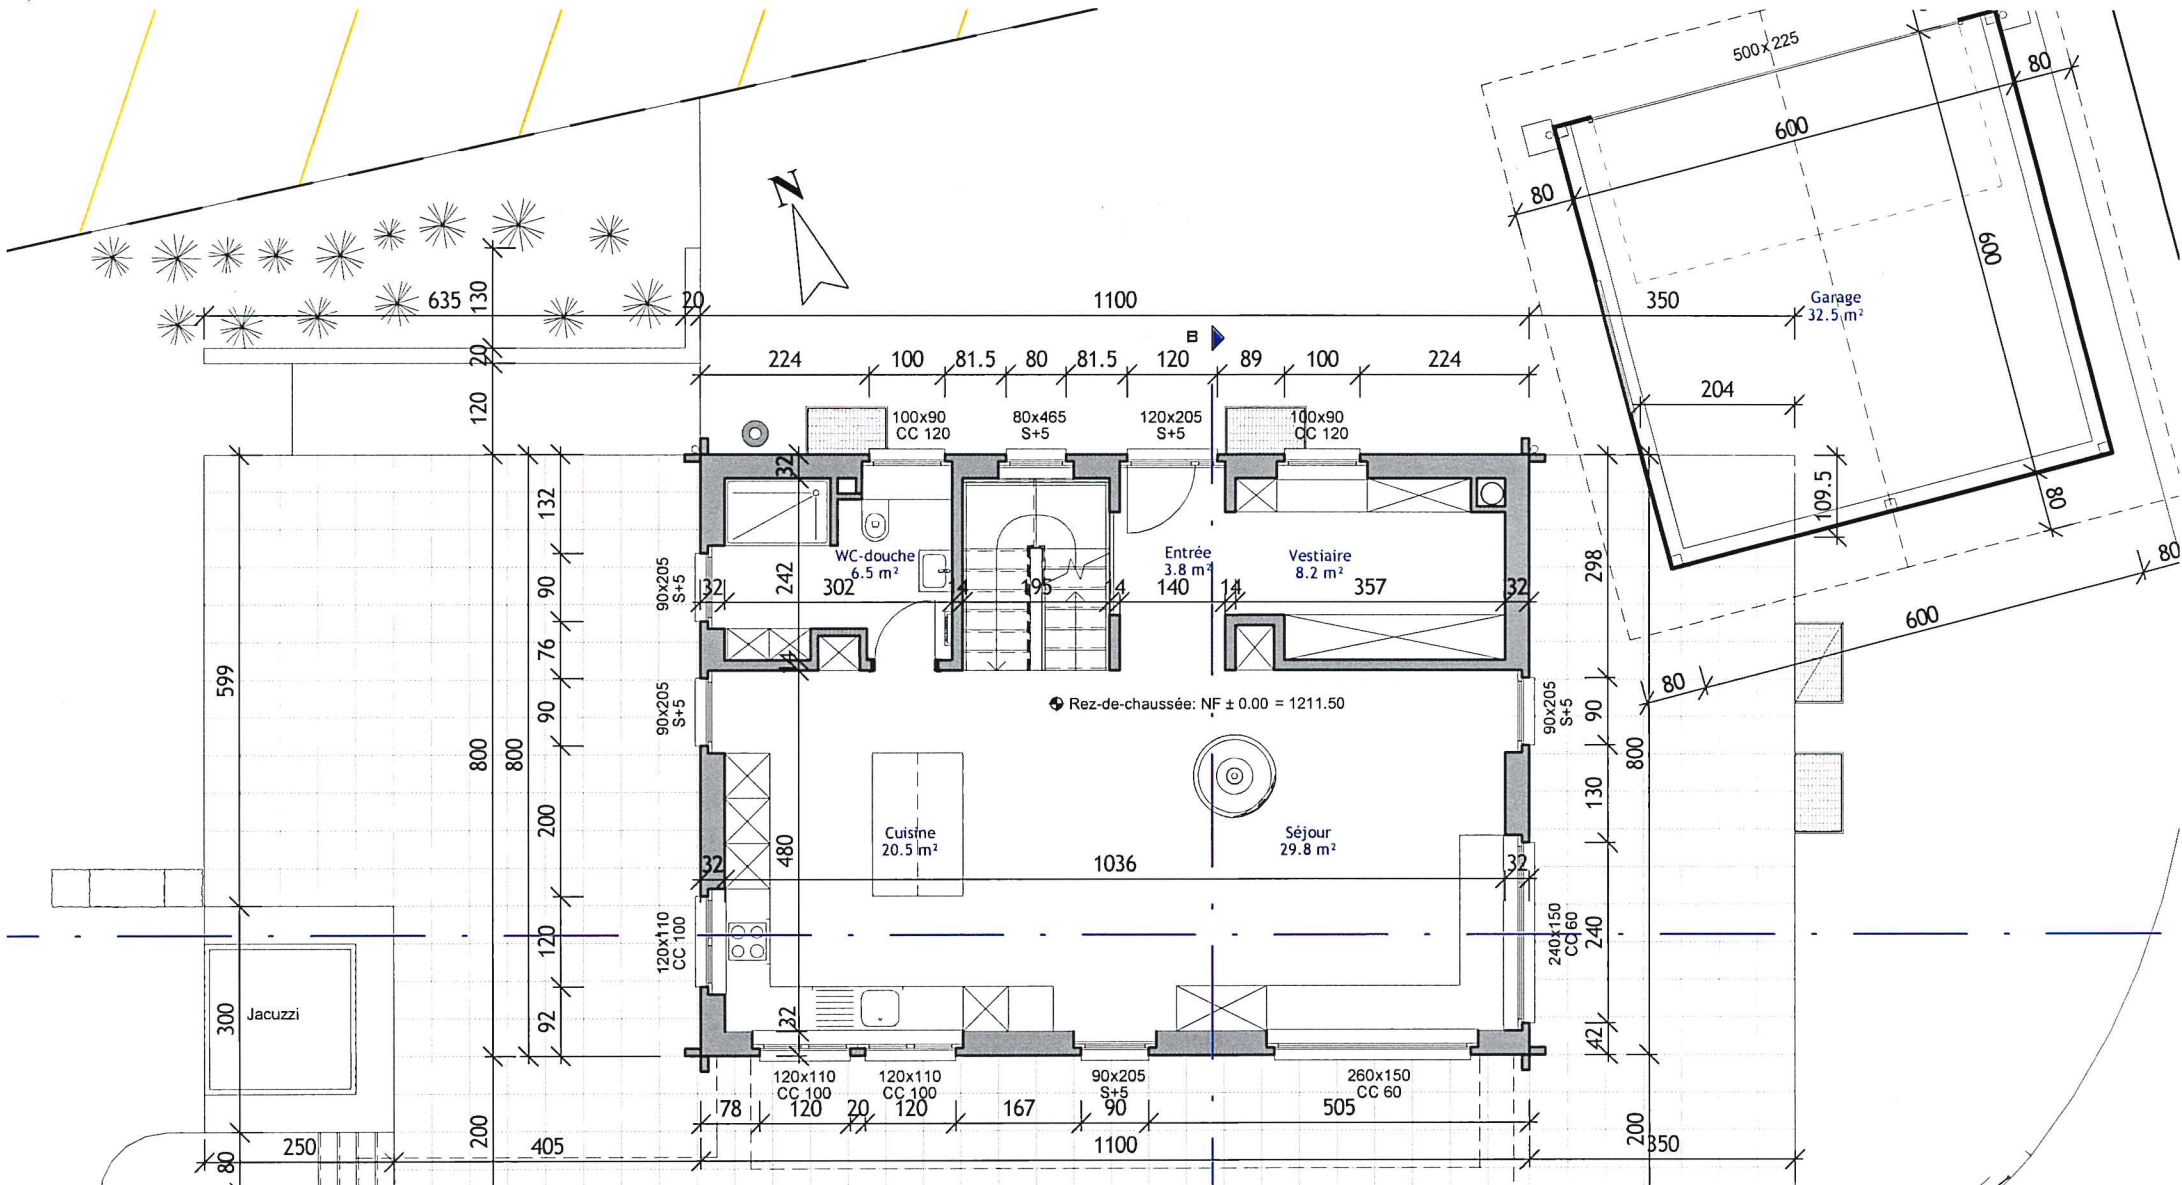 500x225
80
600
80
N
600
635
130
20
1100
350
Garage
32.5 m²
B
20
224
100
81.5
80
81.5
120
89
100
224
204
120
100x90
CC 120
80x465
S+5
120x205
S+5
100x90
CC 120
32
132
109.5
80
WC-douche
6.5 m²
Entrée
3.8 m²
Vestiaire
8.2 m²
298
80
90
90x205
S+5
32
242
302
14
195
14
140
14
357
32
600
76
599
17
80
90x205
S+5
90
Rez-de-chaussée: NF ± 0.00 = 1211.50
90x205
S+5
90
800
800
800
130
200
Cuisine
20.5 m²
480
Séjour
29.8 m²
32
1036
32
120x110
CC 100
120
240x150
CC 60
240
300
Jacuzzi
92
32
42
120x110
CC 100
120x110
CC 100
90x205
S+5
260x150
CC 60
78
120
20
120
167
90
505
200
200
80
250
405
1100
350